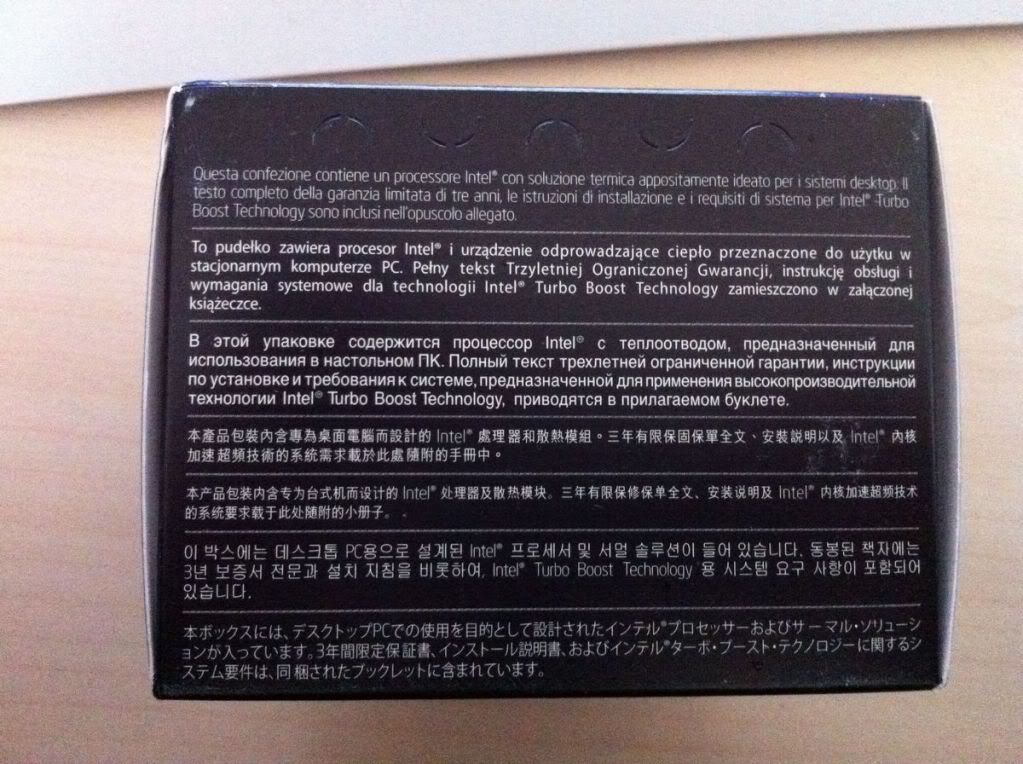 Questa confezione contiene un processore Intel® con soluzione termica appositamente ideato per i sistemi desktop. Il
testo completo della garanzia limitata di tre anni, le istruzioni di installazione e i requisiti di sistema per Intel® Turbo
Boost Technology sono inclusi nell'opuscolo allegato.
To pudełko zawiera procesor Intel® i urządzenie odprowadzające ciepło przeznaczone do użytku w
stacjonarnym komputerze PC. Pełny tekst Trzyletniej Ograniczonej Gwarancji, instrukcję obsługi i
wymagania systemowe dla technologii Intel® Turbo Boost Technology zamieszczono w załączonej
książeczce.
В этой упаковке содержится процессор Intel® с теплоотводом, предназначенный для
использования в настольном ПК. Полный текст трехлетней ограниченной гарантии, инструкции
по установке и требования к системе, предназначенной для применения высокопроизводительной
технологии Intel® Turbo Boost Technology, приводятся в прилагаемом буклете.
本產品包裝內含專為桌面電腦而設計的 Intel® 處理器和散熱模組。三年有限保固保單全文、安裝說明以及 Intel® 內核
加速超頻技術的系統需求載於此處隨附的手冊中。
本产品包装内含专为台式机而设计的 Intel® 处理器及散热模块。三年有限保修保单全文、安装说明及 Intel® 内核加速超频技术
的系统要求载于此处随附的小册子。
이 박스에는 데스크톱 PC용으로 설계된 Intel® 프로세서 및 서멀 솔루션이 들어 있습니다. 동봉된 책자에는
3년 보증서 전문과 설치 지침을 비롯하여, Intel® Turbo Boost Technology 용 시스템 요구 사항이 포함되어
있습니다.
本ボックスには、デスクトップPCでの使用を目的として設計されたインテル®プロセッサーおよびサーマル・ソリューシ
ョンが入っています。3年間限定保証書、インストール説明書、およびインテル®ターボ・ブースト・テクノロジーに関するシ
ステム要件は、同梱されたブックレットに含まれています。